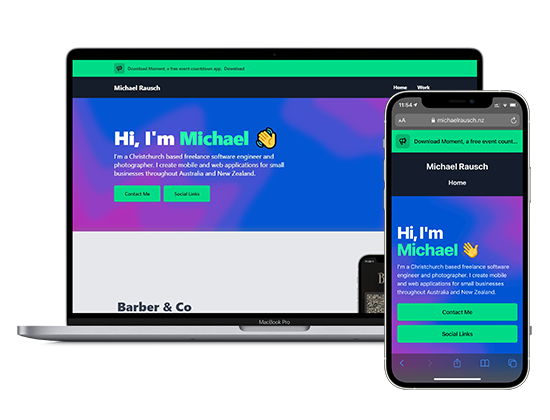 Download Moment, a free event countdown app. Download
Michael Rausch
Home
Work
Hi, I'm Michael 👋
I'm a Christchurch based freelance software engineer and
photographer. I create mobile and web applications for small
businesses throughout Australia and New Zealand.
Contact Me
Social Links
Barber & Co
MacBook Pro
11:54
AA
michaelrausch.nz
Download Moment, a free event count...
Michael Rausch
Home
Hi, I'm
Michael 👋
I'm a Christchurch based freelance software
engineer and photographer. I create mobile
and web applications for small businesses
throughout Australia and New Zealand.
Contact Me
Social Links